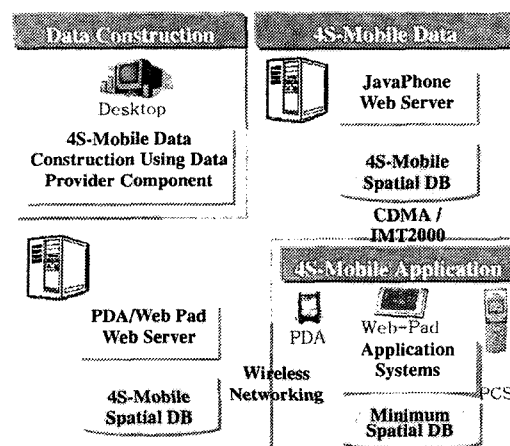 Data Construction
Desktop
4S-Mobile Data
Construction Using Data
Provider Component
4S-Mobile Data
JavaPhone
Web Server
4S-Mobile
Spatial DB
CDMA /
IMT2000
PDA/Web Pad
Web Server
4S-Mobile
Spatial DB
Wireless
Networking
4S-Mobile Application
PDA
Web-Pad
PCS
Application
Systems
Minimum
Spatial DB